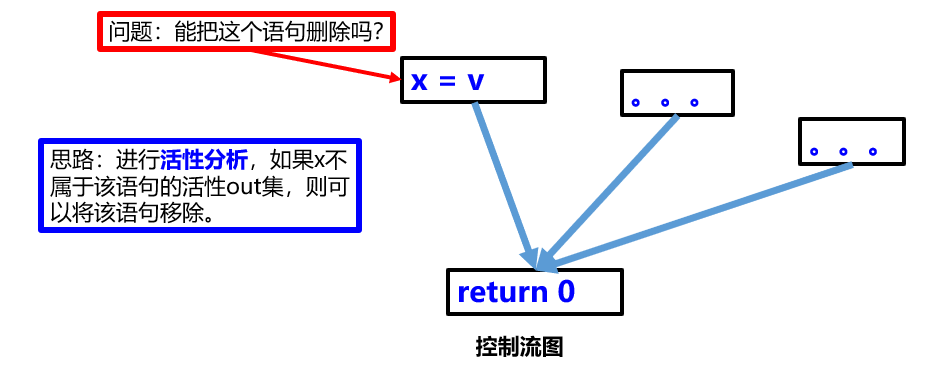 问题：能把这个语句删除吗？
x = v
。。。
。。。
思路：进行活性分析，如果x不
属于该语句的活性out集，则可
以将该语句移除。
return 0
控制流图